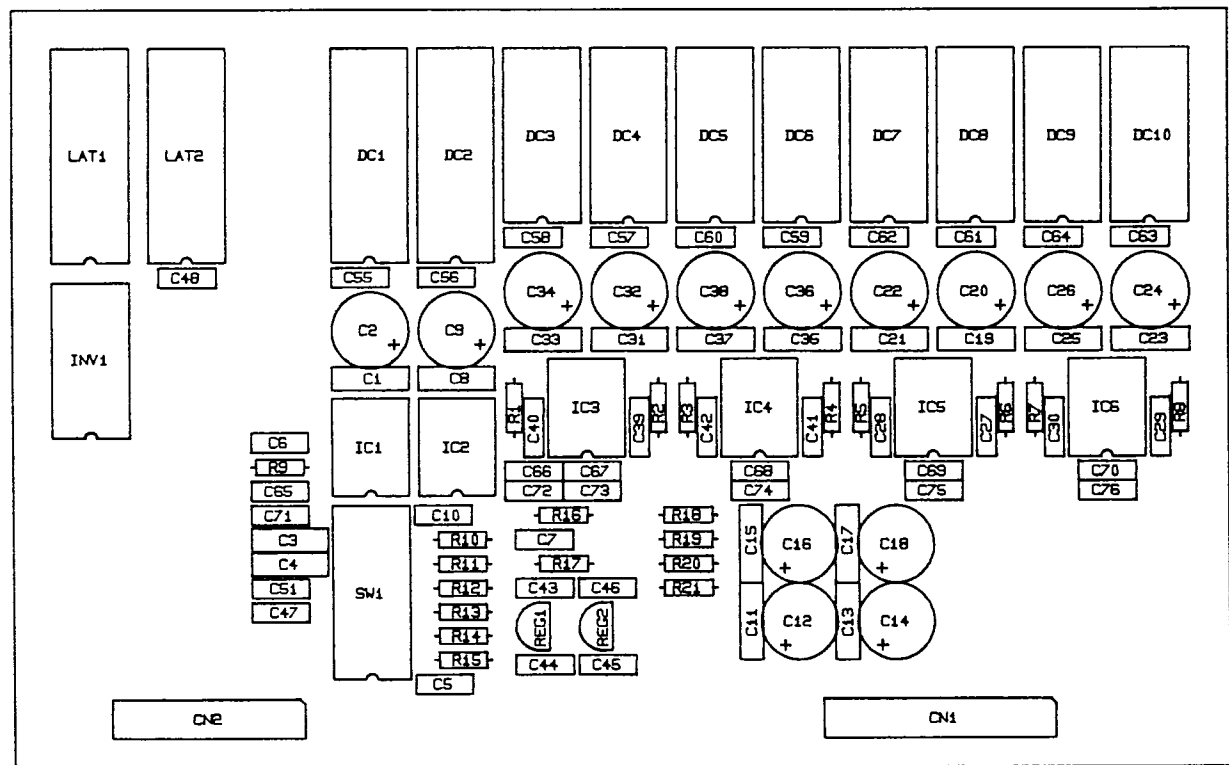 LAT1 LAT2 DC1 DC2 DC3 DC4 DC5 DC6 DC7 DC8 DC9 DC10
C58 C57 C60 C59 C62 C61 C64 C63
C48 C55 C56
C34 + C32 + C38 + C36 + C22 + C20 + C26 + C24 +
C2 + C9 +
C33 C31 C37 C35 C21 C19 C25 C23
INV1
C1 C8
R1 C40 IC3 C39 R2 R3 C42 IC4 C41 R4 R5 C28 IC5 C27 R6 R7 C30 IC6 C29 R8
C6 IC1 IC2
R9 C66 C67 C68 C69 C70
C65 C72 C73 C74 C75 C76
C71 C10 R16 R18
C3 R10 C7 R19 C15 C16 + C17 C18 +
C4 R11 R17 R20
C51 SW1 R12 C43 C46 R21
C47 R13 REG1 REG2 C11 C12 + C13 C14 +
R14
R15 C44 C45
C5
CN2 CN1